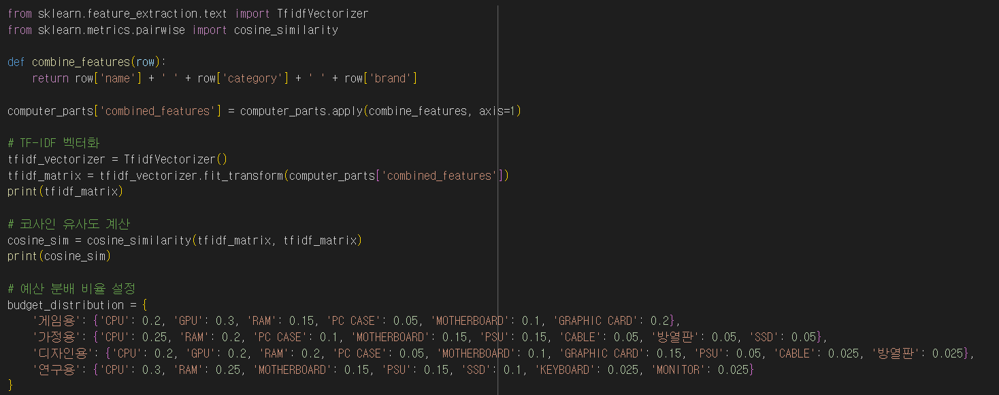 from sklearn.feature_extraction.text import TfidfVectorizer
from sklearn.metrics.pairwise import cosine_similarity
def combine_features(row):
return row['name'] + ' ' + row['category'] + ' ' + row['brand']
computer_parts['combined_features'] = computer_parts.apply(combine_features, axis=1)
# TF-IDF 벡터화
tfidf_vectorizer = TfidfVectorizer()
tfidf_matrix = tfidf_vectorizer.fit_transform(computer_parts['combined_features'])
print(tfidf_matrix)
# 코사인 유사도 계산
cosine_sim = cosine_similarity(tfidf_matrix, tfidf_matrix)
print(cosine_sim)
# 예산 분배 비율 설정
budget_distribution = {
'게임용': {'CPU': 0.2, 'GPU': 0.3, 'RAM': 0.15, 'PC CASE': 0.05, 'MOTHERBOARD': 0.1, 'GRAPHIC CARD': 0.2},
'가정용': {'CPU': 0.25, 'RAM': 0.2, 'PC CASE': 0.1, 'MOTHERBOARD': 0.15, 'PSU': 0.15, 'CABLE': 0.05, '방열판': 0.05, 'SSD': 0.05},
'디자인용': {'CPU': 0.2, 'GPU': 0.2, 'RAM': 0.2, 'PC CASE': 0.05, 'MOTHERBOARD': 0.1, 'GRAPHIC CARD': 0.15, 'PSU': 0.05, 'CABLE': 0.025, '방열판': 0.025},
'연구용': {'CPU': 0.3, 'RAM': 0.25, 'MOTHERBOARD': 0.15, 'PSU': 0.15, 'SSD': 0.1, 'KEYBOARD': 0.025, 'MONITOR': 0.025}
}